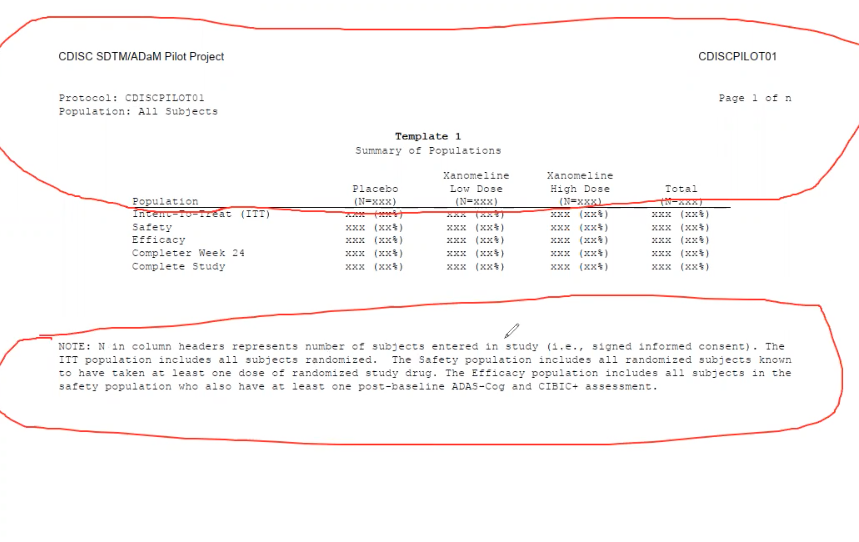 CDISC SDTM/ADaM Pilot Project CDISCPILOT01
Protocol: CDISCPILOT01 Page 1 of n
Population: All Subjects
Template 1
Summary of Populations
Xanomeline Xanomeline
Placebo Low Dose High Dose Total
Population (N=xxx) (N=xxx) (N=xxx) (N=xxx)
Intent-To-Treat (ITT) xxx (xx%) xxx (xx%) xxx (xx%) xxx (xx%)
Safety xxx (xx%) xxx (xx%) xxx (xx%) xxx (xx%)
Efficacy xxx (xx%) xxx (xx%) xxx (xx%) xxx (xx%)
Completer Week 24 xxx (xx%) xxx (xx%) xxx (xx%) xxx (xx%)
Complete Study xxx (xx%) xxx (xx%) xxx (xx%) xxx (xx%)
NOTE: N in column headers represents number of subjects entered in study (i.e., signed informed consent). The
ITT population includes all subjects randomized. The Safety population includes all randomized subjects known
to have taken at least one dose of randomized study drug. The Efficacy population includes all subjects in the
safety population who also have at least one post-baseline ADAS-Cog and CIBIC+ assessment.